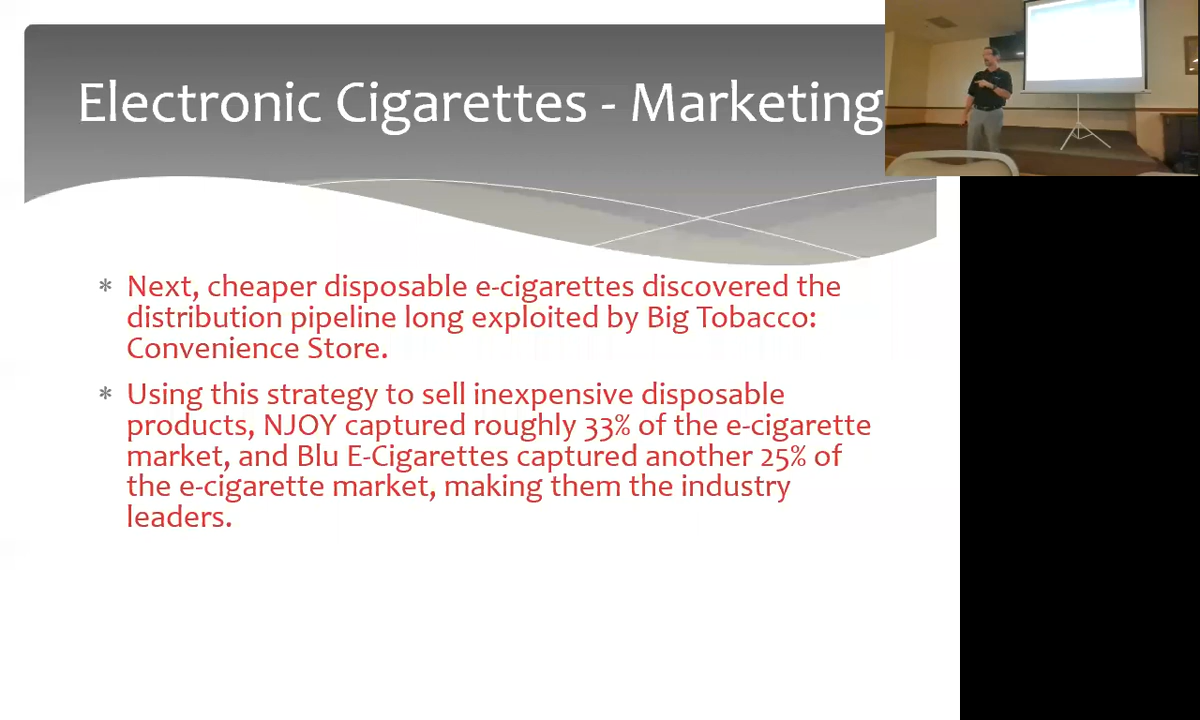 Electronic Cigarettes - Marketing
* Next, cheaper disposable e-cigarettes discovered the
distribution pipeline long exploited by Big Tobacco:
Convenience Store.
* Using this strategy to sell inexpensive disposable
products, NJOY captured roughly 33% of the e-cigarette
market, and Blu E-Cigarettes captured another 25% of
the e-cigarette market, making them the industry
leaders.